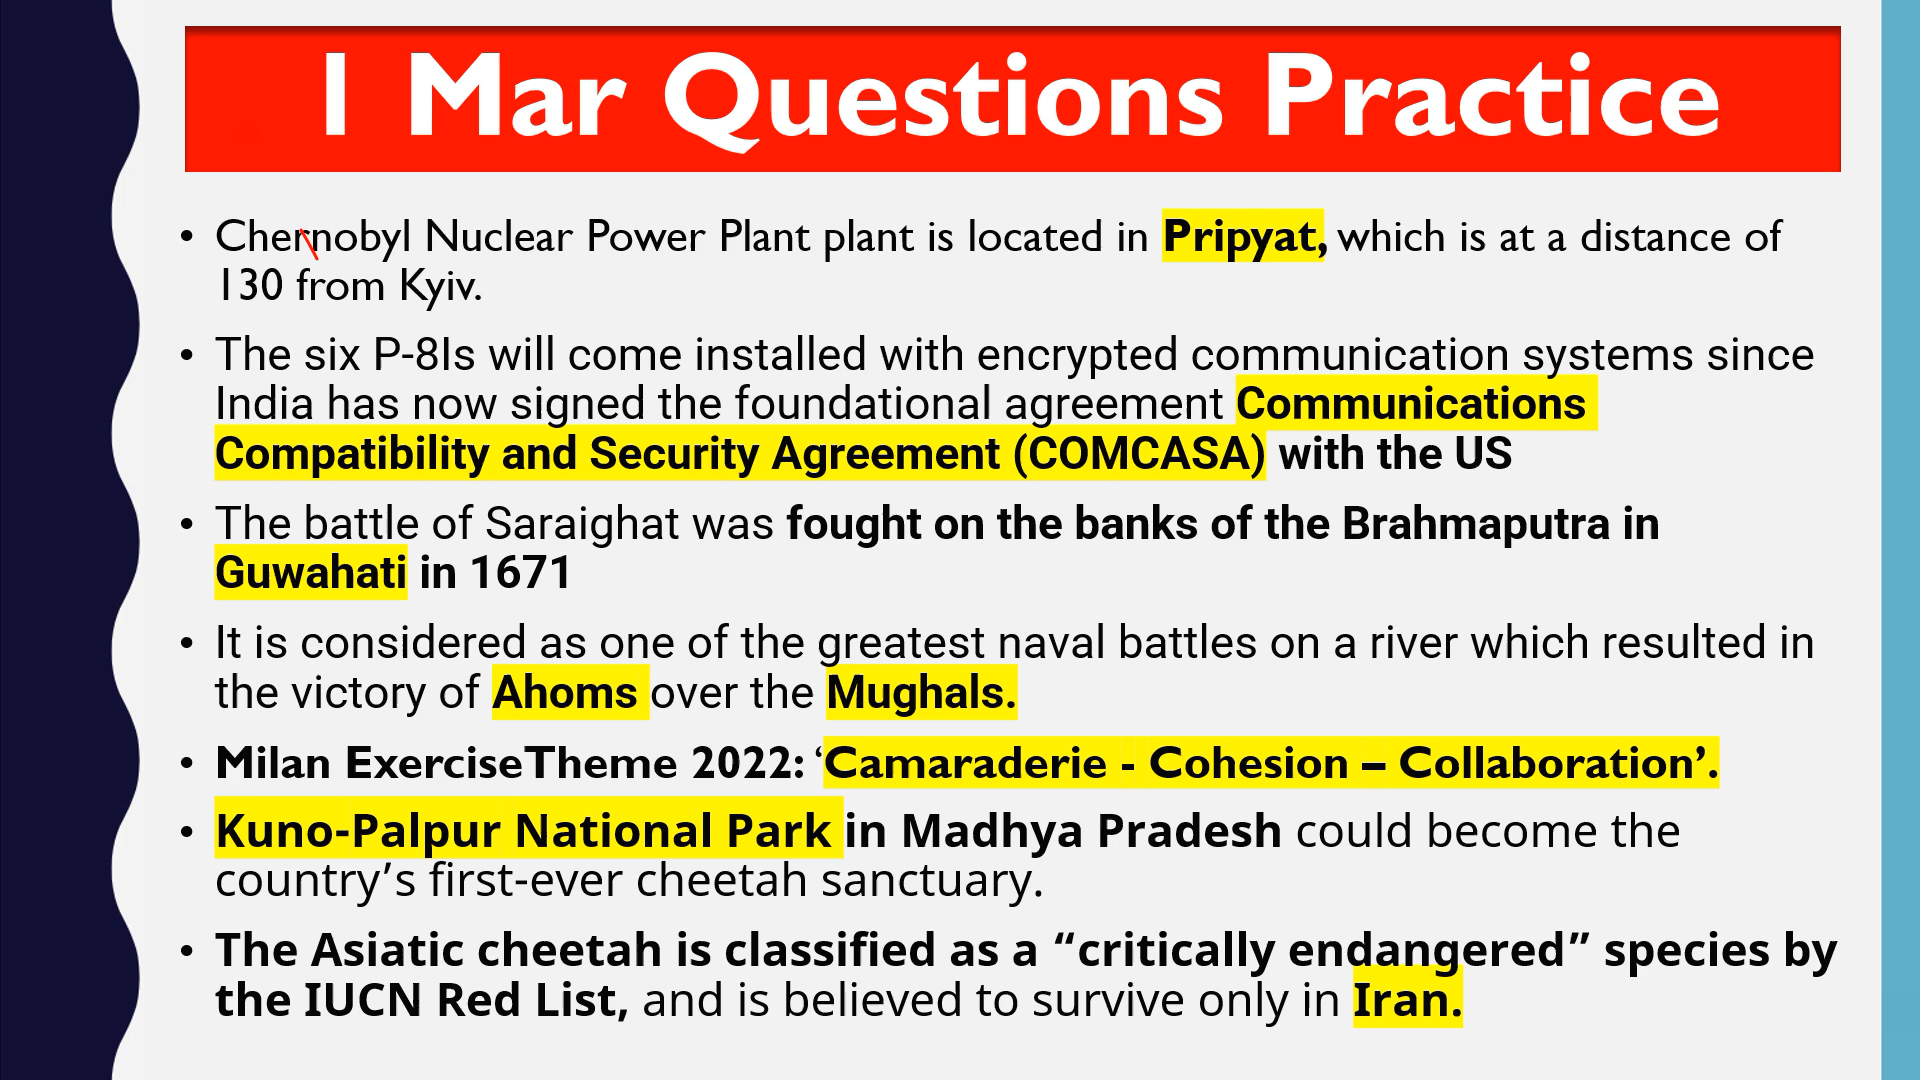 1 Mar Questions Practice
• Chernobyl Nuclear Power Plant plant is located in Pripyat, which is at a distance of
130 from Kyiv.
• The six P-8Is will come installed with encrypted communication systems since
India has now signed the foundational agreement Communications
Compatibility and Security Agreement (COMCASA) with the US
• The battle of Saraighat was fought on the banks of the Brahmaputra in
Guwahati in 1671
• It is considered as one of the greatest naval battles on a river which resulted in
the victory of Ahoms over the Mughals.
• Milan Exercise Theme 2022: ‘Camaraderie - Cohesion – Collaboration’.
• Kuno-Palpur National Park in Madhya Pradesh could become the
country’s first-ever cheetah sanctuary.
• The Asiatic cheetah is classified as a “critically endangered” species by
the IUCN Red List, and is believed to survive only in Iran.